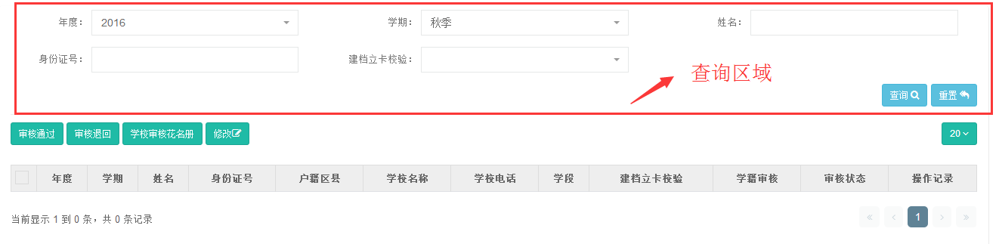 年度： 2016 学期： 秋季 姓名：
身份证号： 建档立卡校验：
查询区域
查询 重置
审核通过 审核退回 学校审核花名册 修改 20
年度 学期 姓名 身份证号 户籍区县 学校名称 学校电话 学段 建档立卡校验 学籍审核 审核状态 操作记录
当前显示 1 到 0 条，共 0 条记录 « ‹ 1 › »